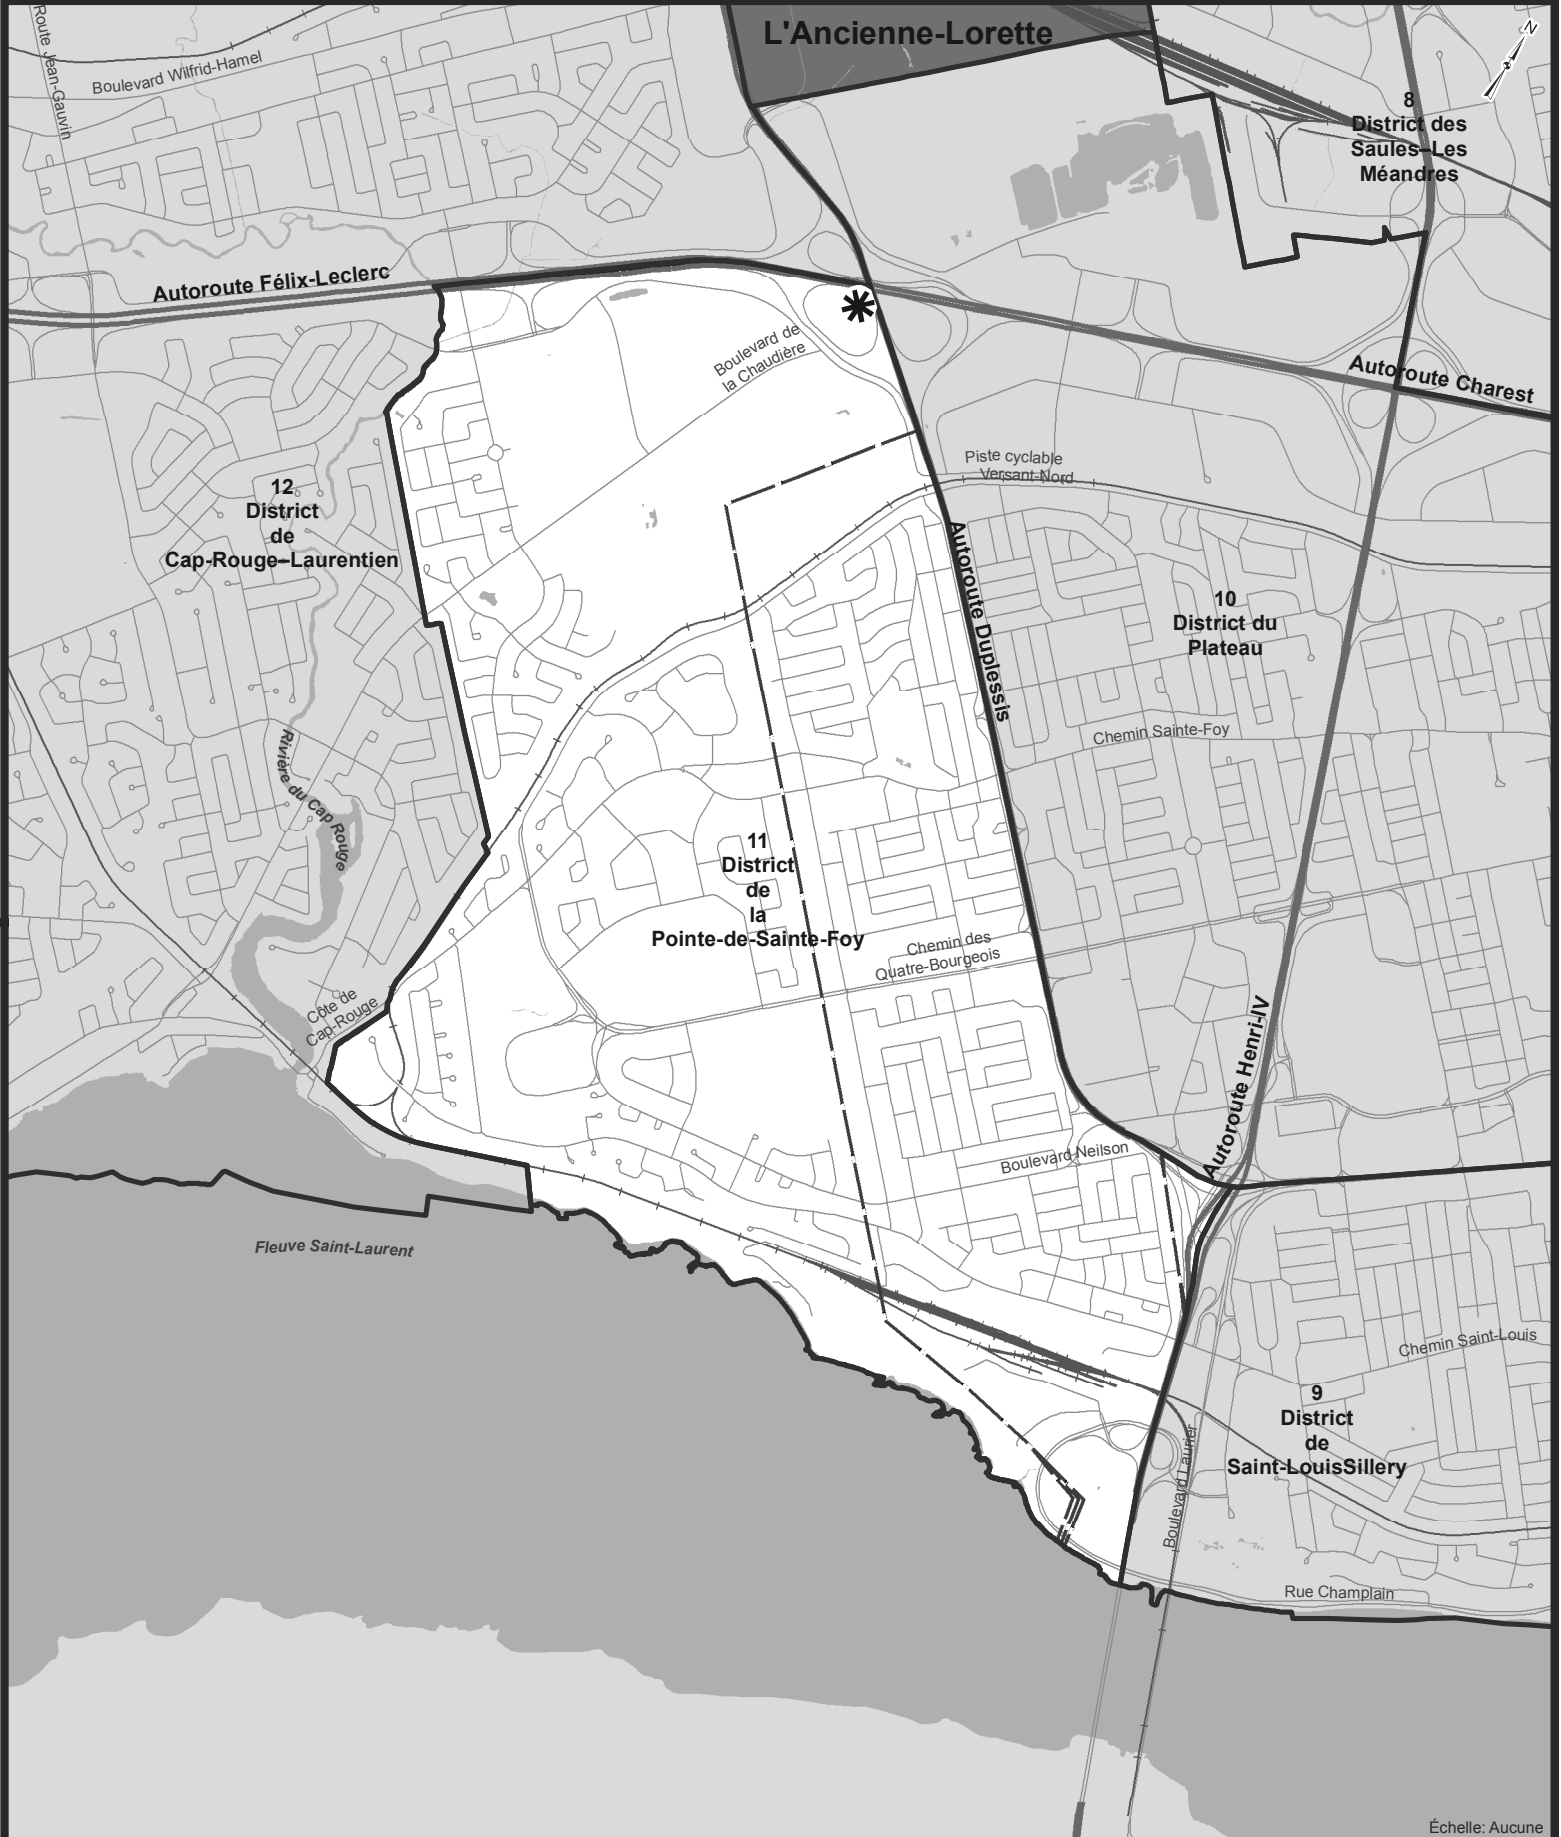 L'Ancienne-Lorette
N
Route Jean-Gauvin
Boulevard Wilfrid-Hamel
8
District des
Saules–Les
Méandres
Autoroute Félix-Leclerc
Boulevard de
la Chaudière
Autoroute Charest
Piste cyclable
Versant-Nord
12
District
de
Cap-Rouge–Laurentien
Autoroute Duplessis
10
District du
Plateau
Chemin Sainte-Foy
Rivière du Cap Rouge
11
District
de
la
Pointe-de-Sainte-Foy
Chemin des
Quatre-Bourgeois
Côte de
Cap-Rouge
Autoroute Henri-IV
Boulevard Neilson
Fleuve Saint-Laurent
Chemin Saint-Louis
9
District
de
Saint-LouisSillery
Boulevard Laurier
Rue Champlain
Échelle: Aucune